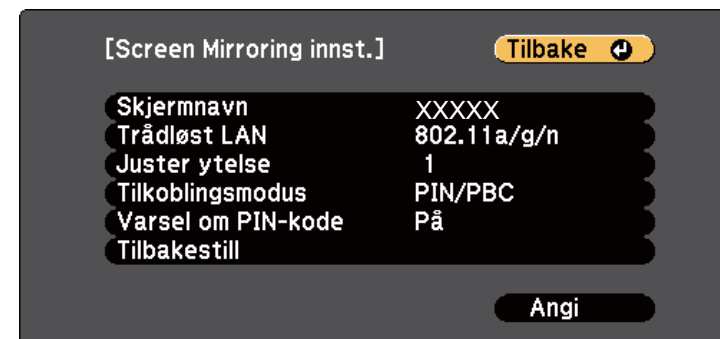 [Screen Mirroring innst.] Tilbake
Skjermnavn XXXXX
Trådløst LAN 802.11a/g/n
Juster ytelse 1
Tilkoblingsmodus PIN/PBC
Varsel om PIN-kode På
Tilbakestill
Angi